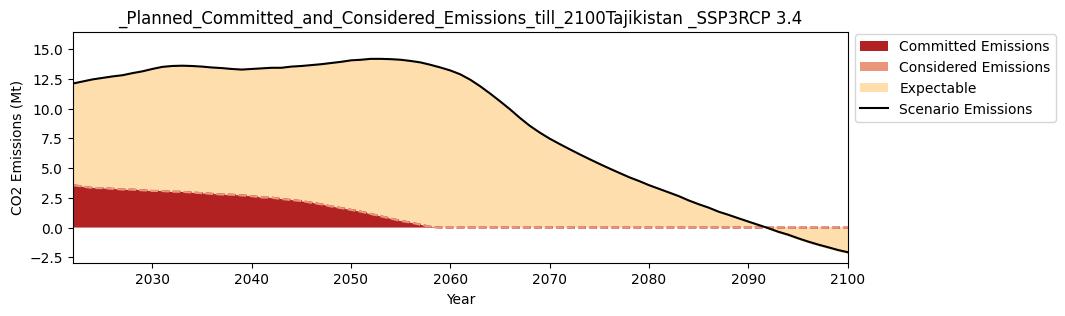 _Planned_Committed_and_Considered_Emissions_till_2100Tajikistan _SSP3RCP 3.4
15.0
12.5
10.0
7.5
5.0
2.5
0.0
−2.5
CO2 Emissions (Mt)
2030 2040 2050 2060 2070 2080 2090 2100
Year
Committed Emissions
Considered Emissions
Expectable
Scenario Emissions